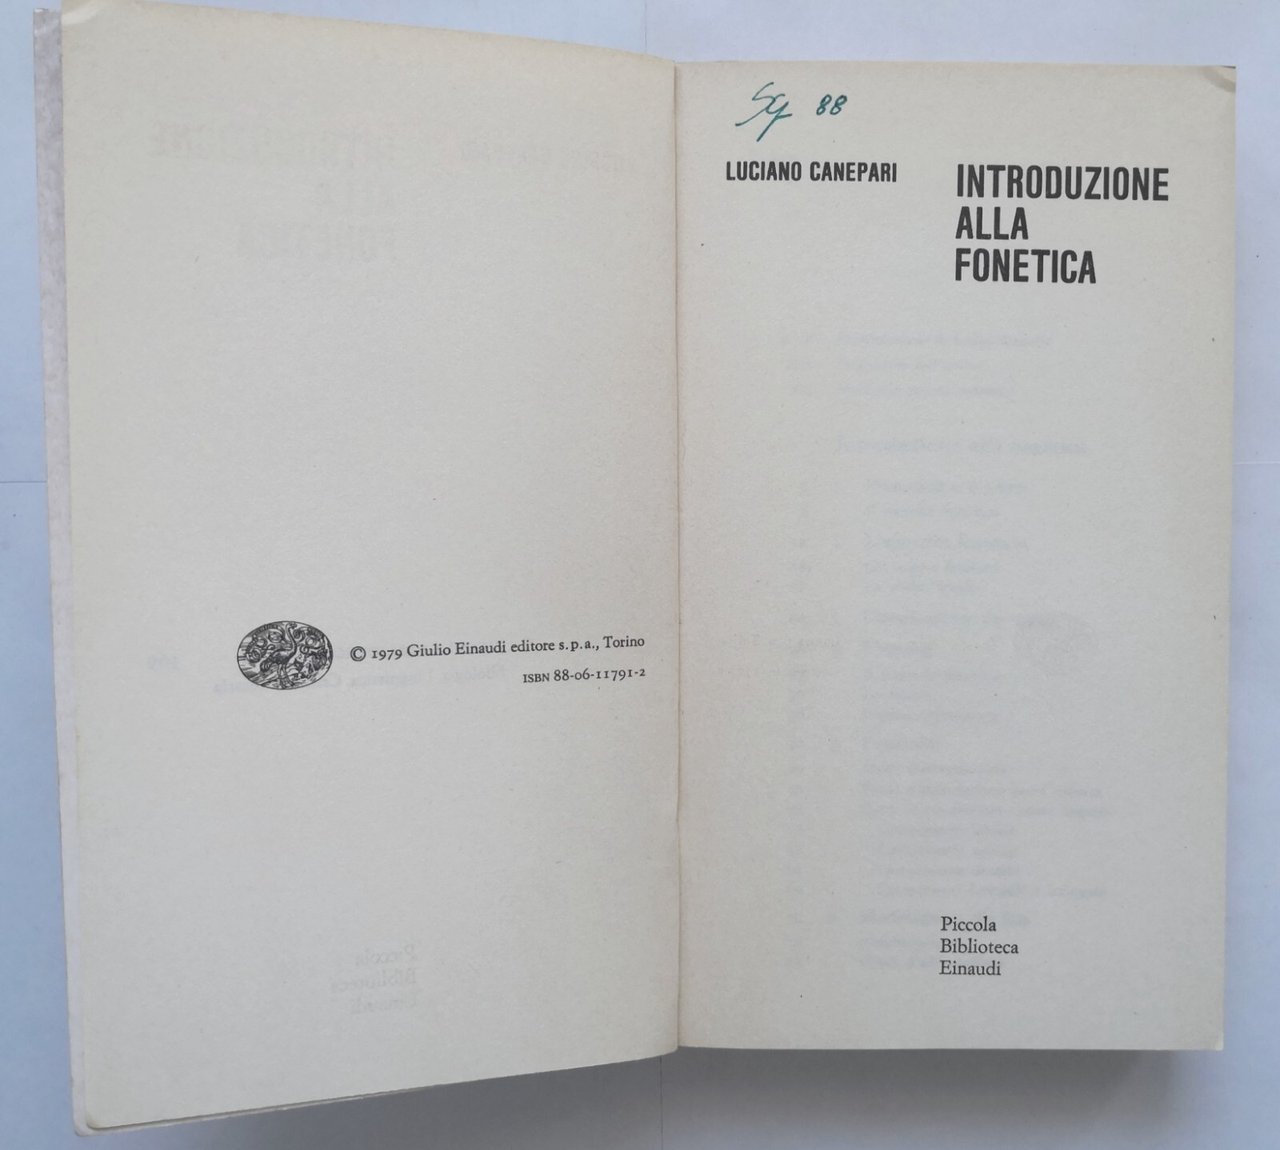 © 1979 Giulio Einaudi editore s.p.a., Torino
ISBN 88-06-11791-2
88
LUCIANO CANEPARI
INTRODUZIONE
ALLA
FONETICA
Piccola
Biblioteca
Einaudi